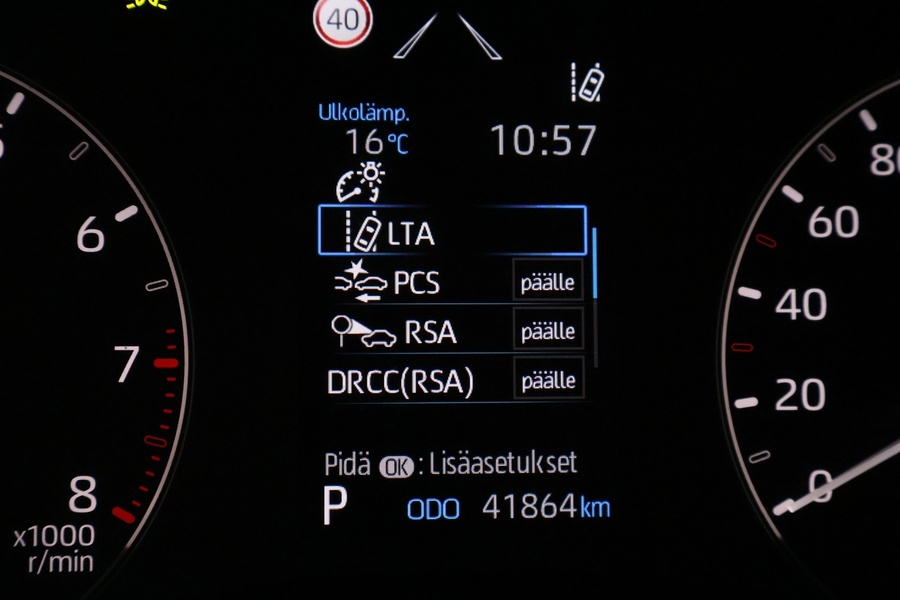 40
Ulkolämp.
16°C 10:57
LTA
PCS päälle
RSA päälle
DRCC(RSA) päälle
Pidä OK : Lisäasetukset
P ODO 41864 km
6
7
8
x1000
r/min
80
60
40
20
0